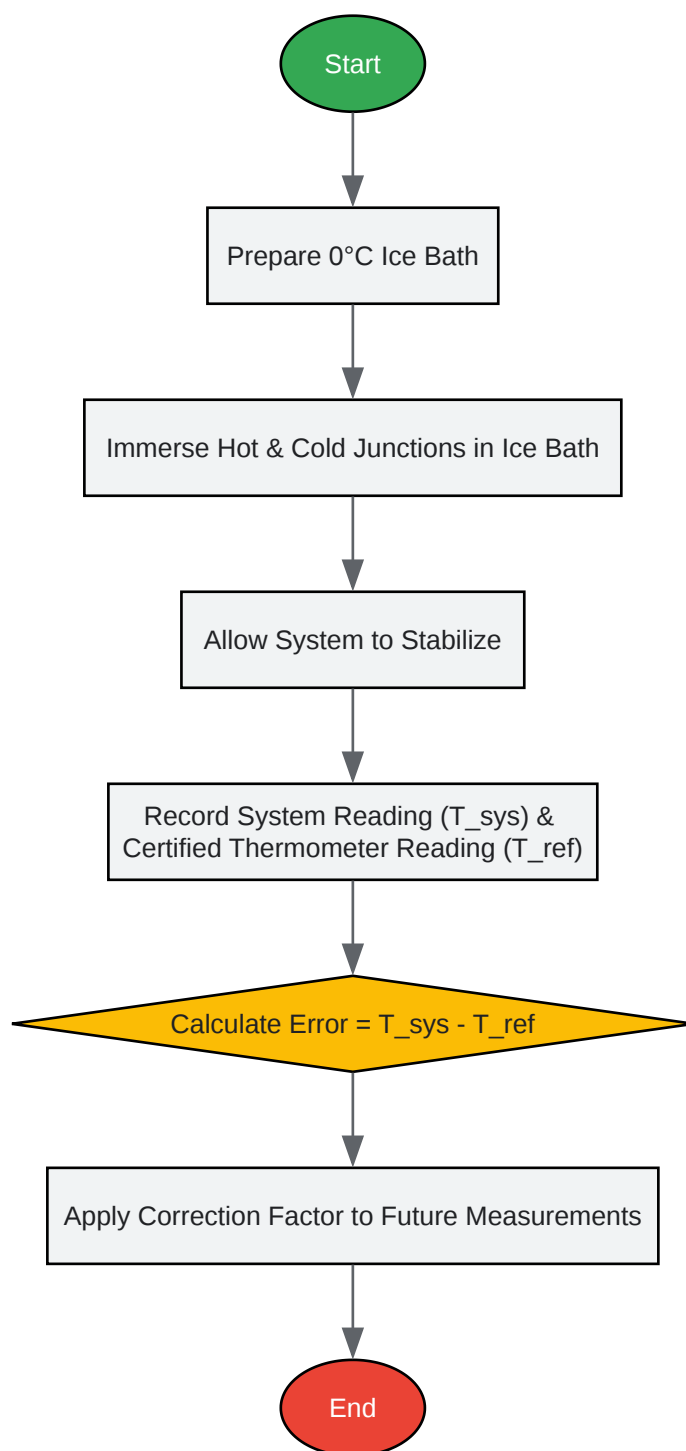 Start
Prepare 0°C Ice Bath
Immerse Hot & Cold Junctions in Ice Bath
Allow System to Stabilize
Record System Reading (T_sys) &
Certified Thermometer Reading (T_ref)
Calculate Error = T_sys - T_ref
Apply Correction Factor to Future Measurements
End